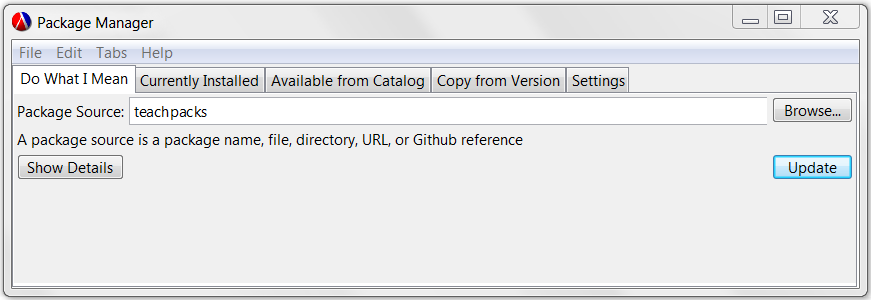 Package Manager
File Edit Tabs Help
Do What I Mean Currently Installed Available from Catalog Copy from Version Settings
Package Source: teachpacks Browse...
A package source is a package name, file, directory, URL, or Github reference
Show Details Update